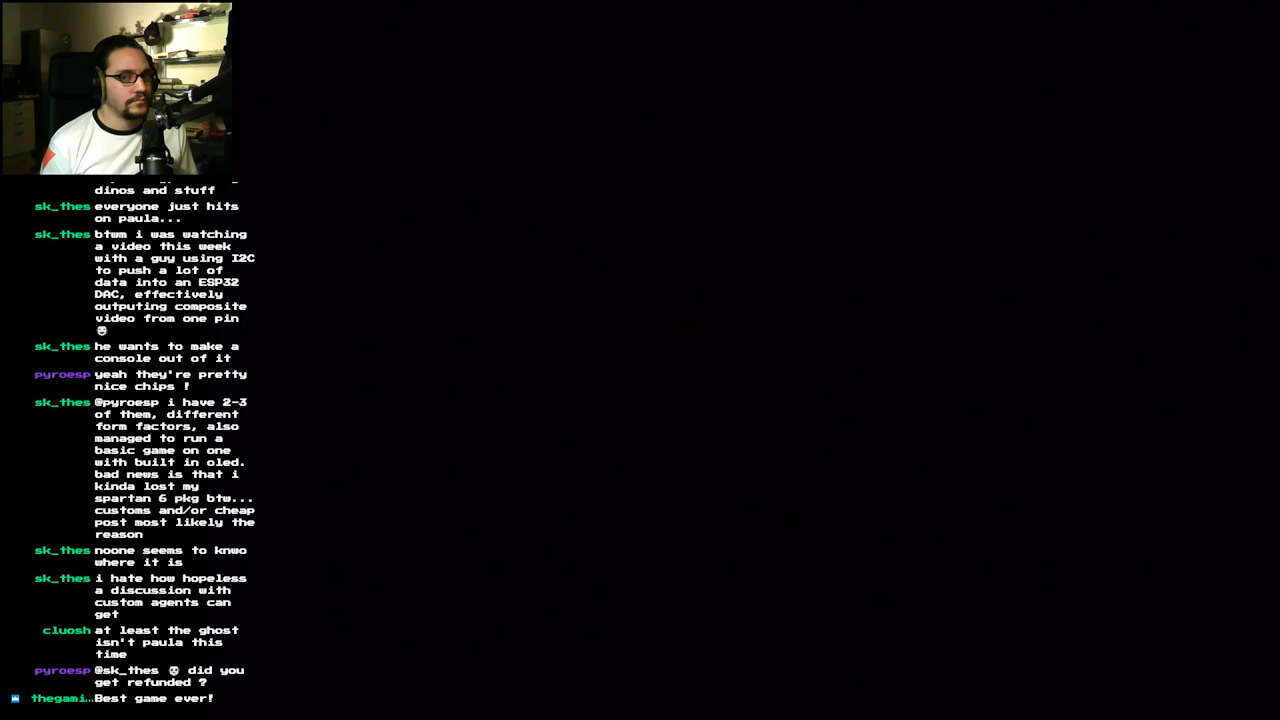 dinos and stuff
sk_thes everyone just hits
on paula...
sk_thes btwm i was watching
a video this week
with a guy using I2C
to push a lot of
data into an ESP32
DAC, effectively
outputing composite
video from one pin
sk_thes he wants to make a
console out of it
pyroesp yeah they're pretty
nice chips !
sk_thes @pyroesp i have 2-3
of them, different
form factors, also
managed to run a
basic game on one
with built in oled.
bad news is that i
kinda lost my
spartan 6 pkg btw...
customs and/or cheap
post most likely the
reason
sk_thes noone seems to knwo
where it is
sk_thes i hate how hopeless
a discussion with
custom agents can
get
cluosh at least the ghost
isn't paula this
time
pyroesp @sk_thes did you
get refunded ?
thegami… Best game ever!